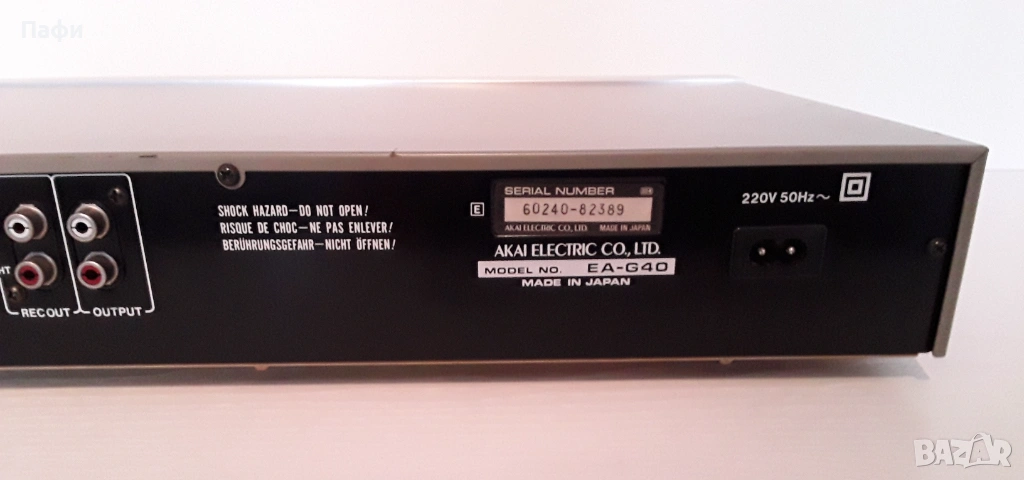 Пафи
SHOCK HAZARD—DO NOT OPEN!
RISQUE DE CHOC—NE PAS ENLEVER!
BERÜHRUNGSGEFAHR—NICHT ÖFFNEN!
HT
REC OUT
OUTPUT
E
SERIAL NUMBER
60240-82389
AKAI ELECTRIC CO., LTD. MADE IN JAPAN
AKAI ELECTRIC CO., LTD.
MODEL NO. EA-G40
MADE IN JAPAN
220V 50Hz~
BAZAR